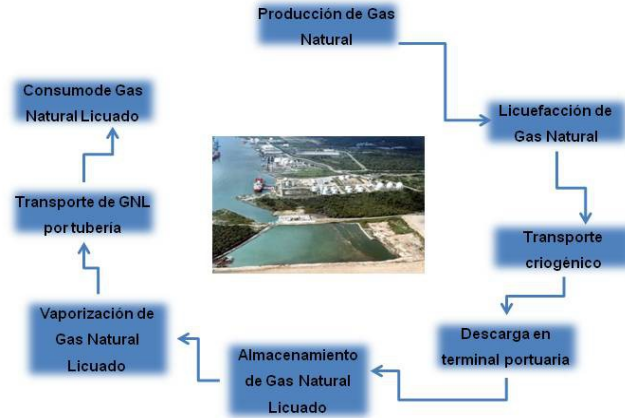 Producción de Gas
Natural
Licuefacción de
Gas Natural
Transporte
criogénico
Descarga en
terminal portuaria
Almacenamiento
de Gas Natural
Licuado
Vaporización de
Gas Natural
Licuado
Transporte de GNL
por tubería
Consumode Gas
Natural Licuado